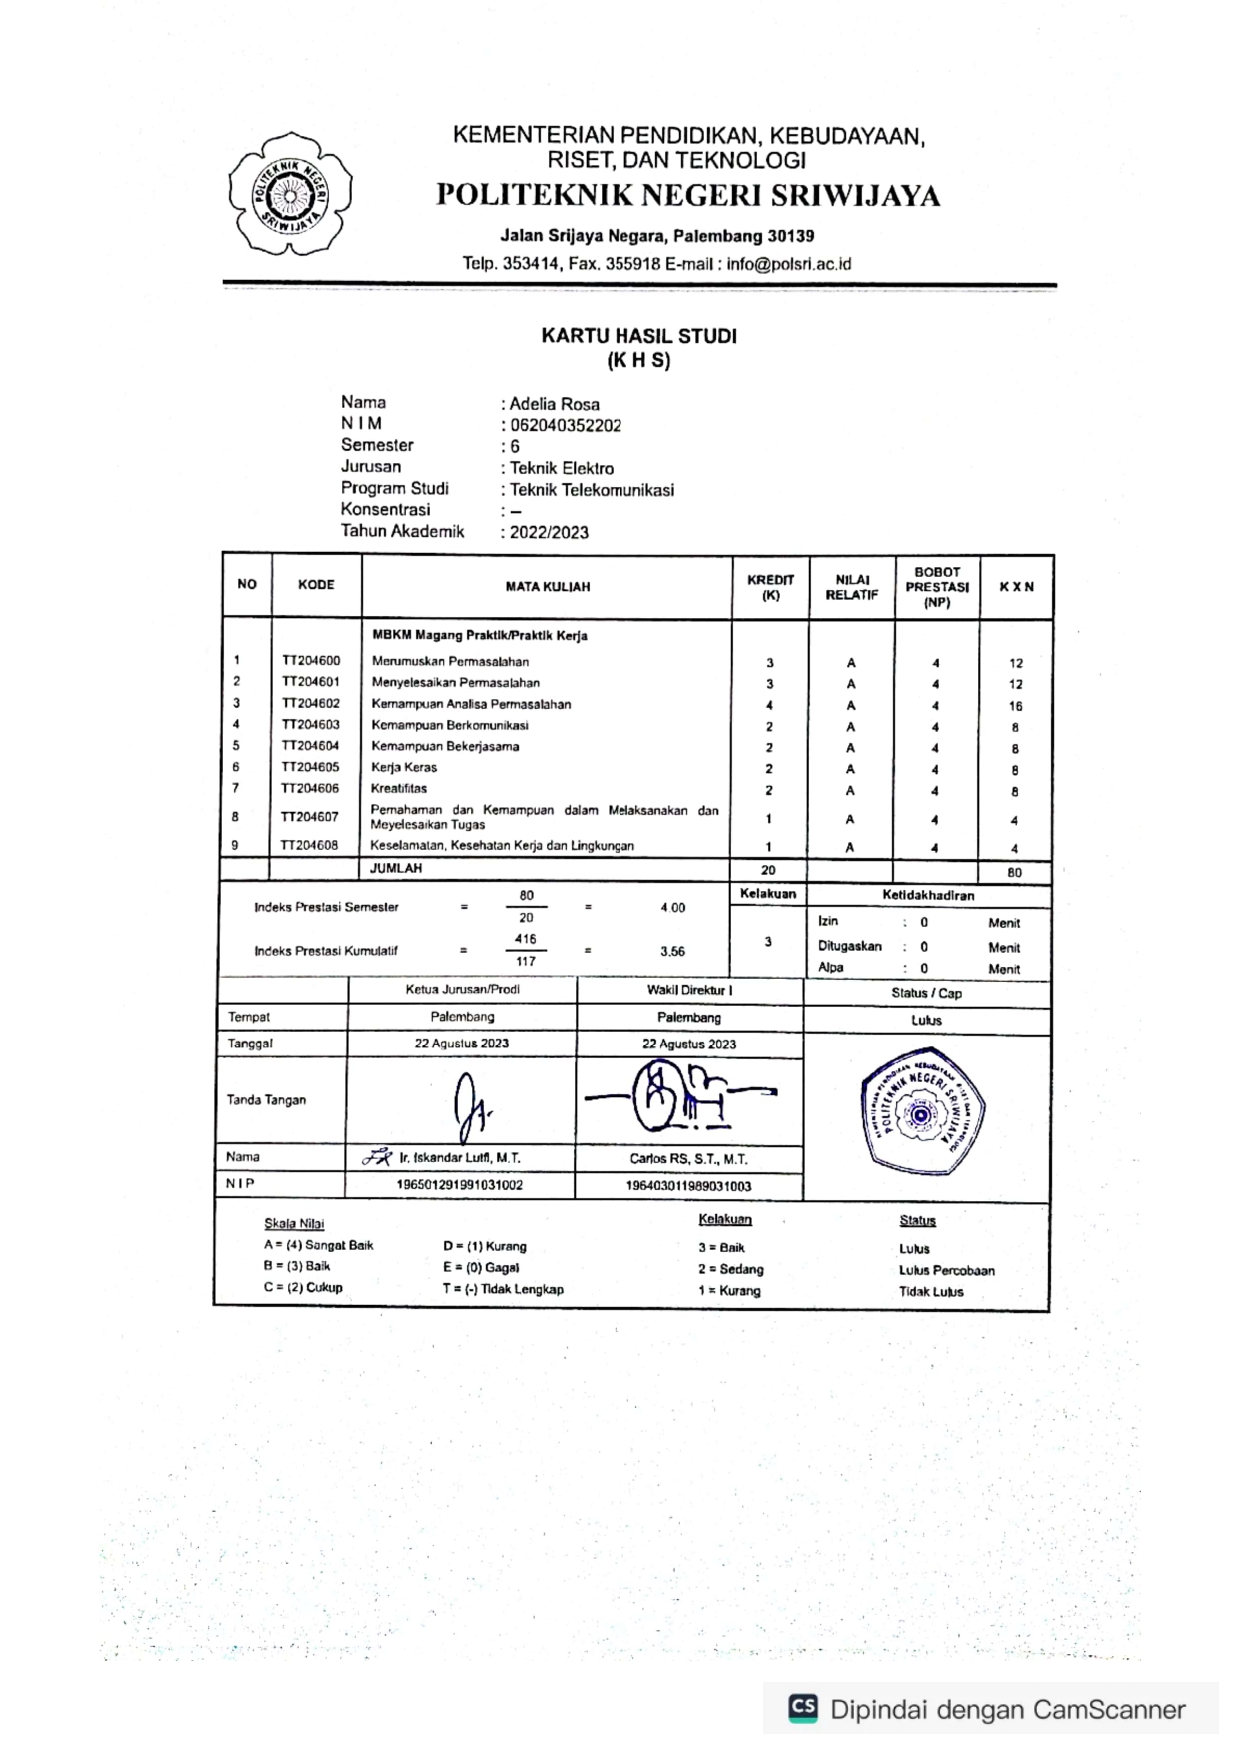 KEMENTERIAN PENDIDIKAN, KEBUDAYAAN,
RISET, DAN TEKNOLOGI
POLITEKNIK NEGERI SRIWIJAYA
Jalan Srijaya Negara, Palembang 30139
Telp. 353414, Fax. 355918 E-mail : info@polsri.ac.id
POLITEKNIK NEGERI
SRIWIJAYA
KARTU HASIL STUDI
(K H S)
Nama : Adelia Rosa
N I M : 062040352202
Semester : 6
Jurusan : Teknik Elektro
Program Studi : Teknik Telekomunikasi
Konsentrasi : –
Tahun Akademik : 2022/2023
NO KODE MATA KULIAH KREDIT (K) NILAI RELATIF BOBOT PRESTASI (NP) K X N
MBKM Magang Praktik/Praktik Kerja
1 TT204600 Merumuskan Permasalahan 3 A 4 12
2 TT204601 Menyelesaikan Permasalahan 3 A 4 12
3 TT204602 Kemampuan Analisa Permasalahan 4 A 4 16
4 TT204603 Kemampuan Berkomunikasi 2 A 4 8
5 TT204604 Kemampuan Bekerjasama 2 A 4 8
6 TT204605 Kerja Keras 2 A 4 8
7 TT204606 Kreatifitas 2 A 4 8
8 TT204607 Pemahaman dan Kemampuan dalam Melaksanakan dan
Meyelesaikan Tugas 1 A 4 4
9 TT204608 Keselamatan, Kesehatan Kerja dan Lingkungan 1 A 4 4
JUMLAH 20 80
Indeks Prestasi Semester = 80 / 20 = 4.00
Indeks Prestasi Kumulatif = 416 / 117 = 3.56
Kelakuan
3
Ketidakhadiran
Izin : 0 Menit
Ditugaskan : 0 Menit
Alpa : 0 Menit
Ketua Jurusan/Prodi Wakil Direktur I Status / Cap
Tempat Palembang Palembang Lulus
Tanggal 22 Agustus 2023 22 Agustus 2023
Tanda Tangan
POLITEKNIK NEGERI SRIWIJAYA
Nama Ir. Iskandar Lutfi, M.T. Carlos RS, S.T., M.T.
N I P 196501291991031002 196403011989031003
Skala Nilai Kelakuan Status
A = (4) Sangat Baik D = (1) Kurang 3 = Baik Lulus
B = (3) Baik E = (0) Gagal 2 = Sedang Lulus Percobaan
C = (2) Cukup T = (-) Tidak Lengkap 1 = Kurang Tidak Lulus
CS Dipindai dengan CamScanner